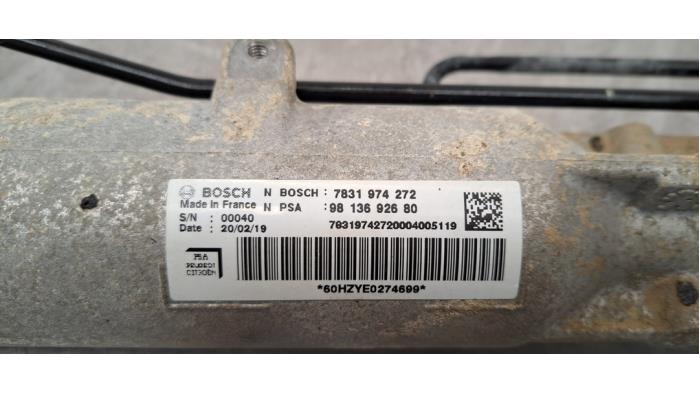 BOSCH N BOSCH : 7831 974 272
Made in France N PSA : 98 136 926 80
S/N : 00040
Date : 20/02/19 78319742720004005119
PSA
PEUGEOT
CITROËN
*60HZYE0274699*